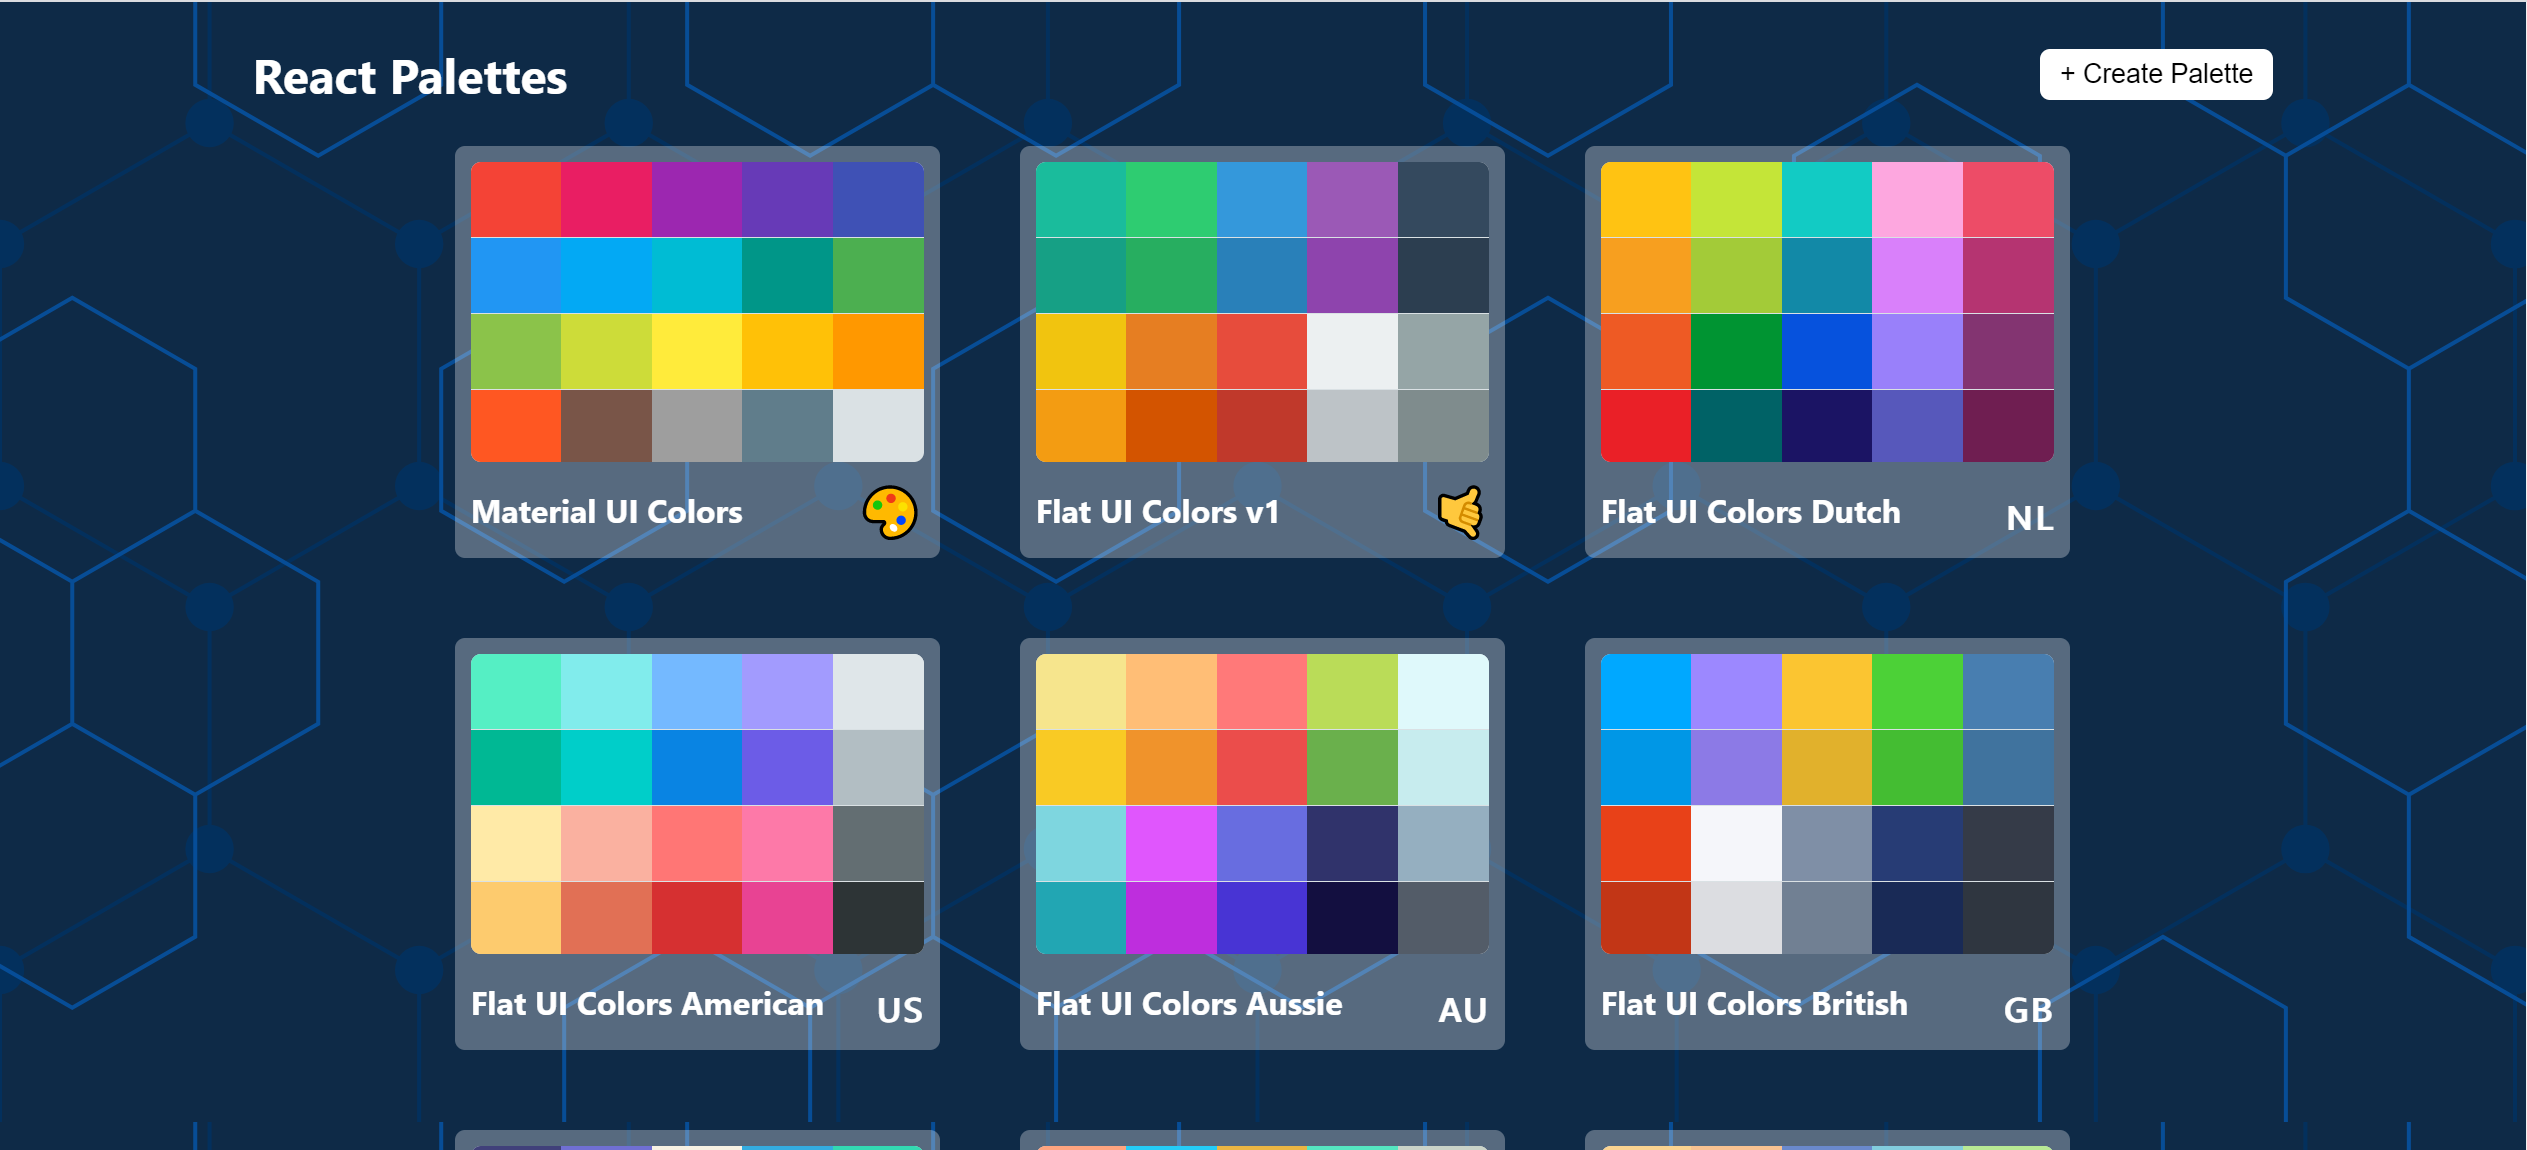 React Palettes
+ Create Palette
Material UI Colors
Flat UI Colors v1
Flat UI Colors Dutch
NL
Flat UI Colors American
US
Flat UI Colors Aussie
AU
Flat UI Colors British
GB